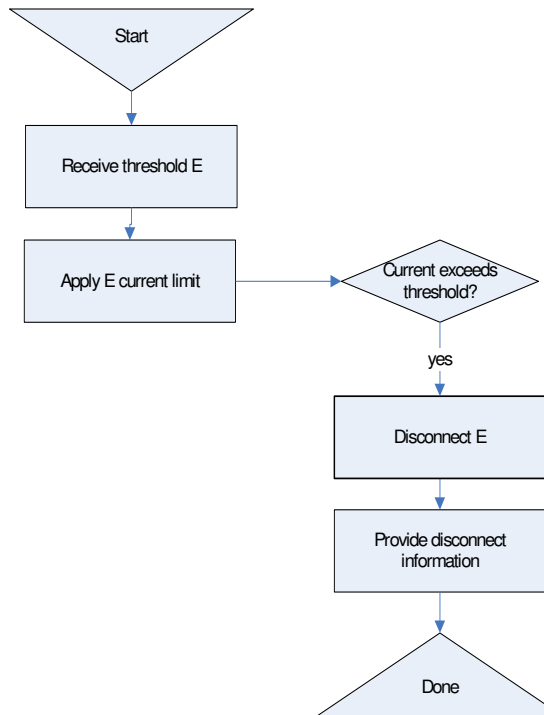 Start
Receive threshold E
Apply E current limit
Current exceeds
threshold?
yes
Disconnect E
Provide disconnect
information
Done